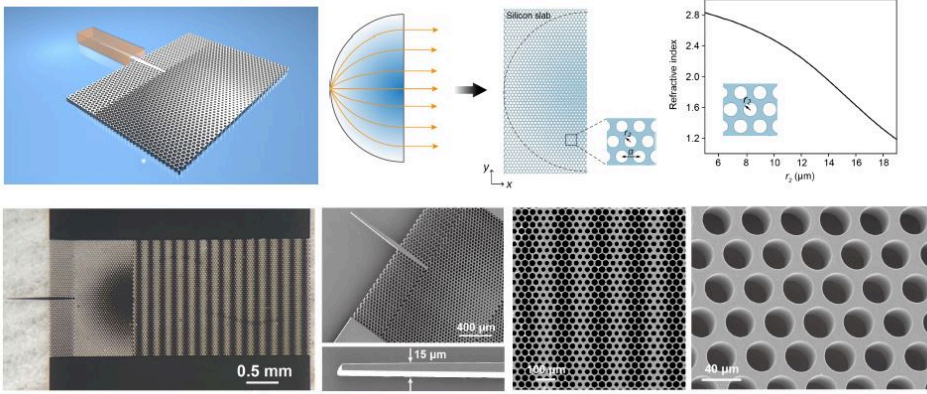 Silicon slab
r₂
a
y
x
Refractive index
2.8
2.4
2.0
1.6
1.2
r₂
6
8
10
12
14
16
18
r₂ (µm)
0.5 mm
400 µm
15 µm
100 µm
40 µm